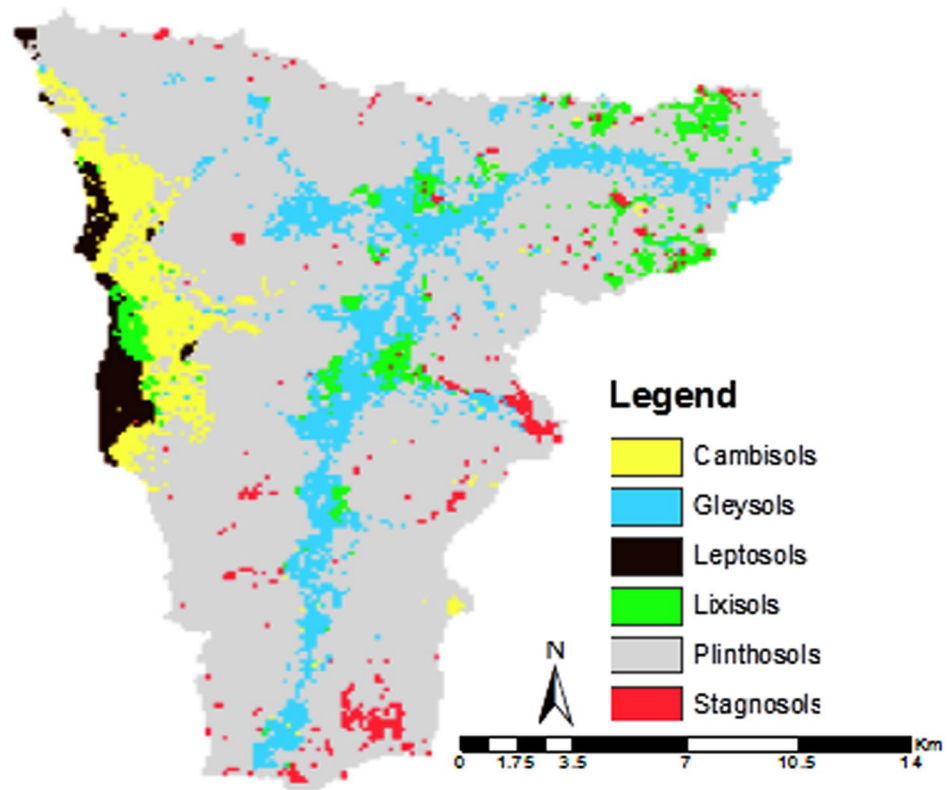 Legend
Cambisols
Gleysols
Leptosols
Lixisols
Plinthosols
Stagnosols
N
Km
0 1.75 3.5 7 10.5 14